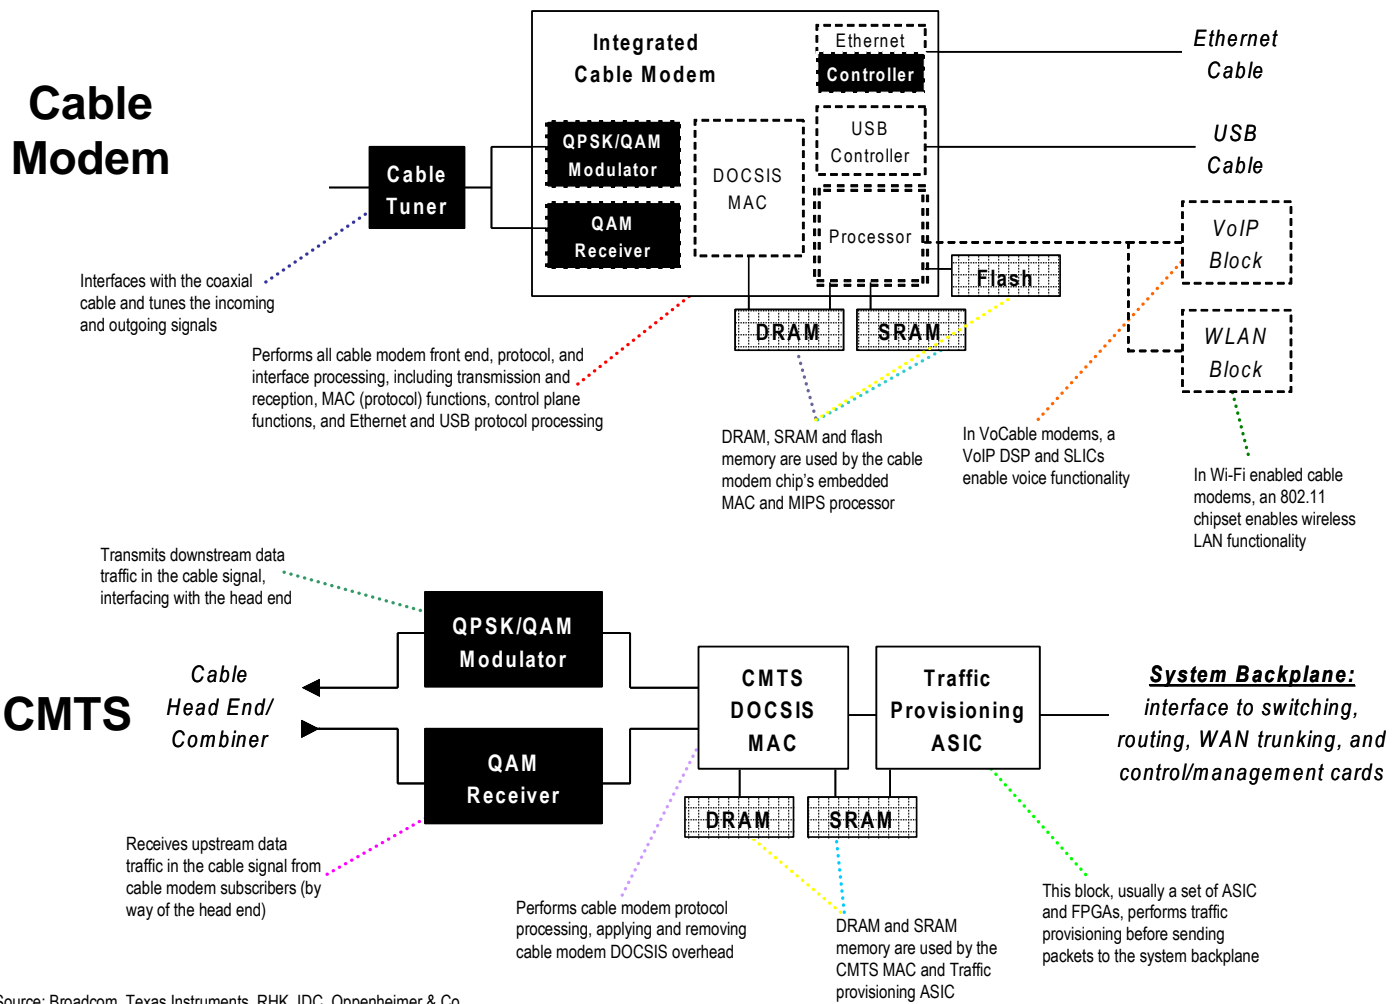 Cable
Modem
Integrated
Cable Modem
Ethernet
Controller
Ethernet
Cable
QPSK/QAM
Modulator
DOCSIS
MAC
USB
Controller
USB
Cable
Cable
Tuner
QAM
Receiver
Processor
VoIP
Block
Flash
Interfaces with the coaxial
cable and tunes the incoming
and outgoing signals
DRAM
SRAM
WLAN
Block
Performs all cable modem front end, protocol, and
interface processing, including transmission and
reception, MAC (protocol) functions, control plane
functions, and Ethernet and USB protocol processing
DRAM, SRAM and flash
memory are used by the cable
modem chip's embedded
MAC and MIPS processor
In VoCable modems, a
VoIP DSP and SLICs
enable voice functionality
In Wi-Fi enabled cable
modems, an 802.11
chipset enables wireless
LAN functionality
Transmits downstream data
traffic in the cable signal,
interfacing with the head end
CMTS
Cable
Head End/
Combiner
QPSK/QAM
Modulator
QAM
Receiver
CMTS
DOCSIS
MAC
Traffic
Provisioning
ASIC
System Backplane:
interface to switching,
routing, WAN trunking, and
control/management cards
DRAM
SRAM
Receives upstream data
traffic in the cable signal from
cable modem subscribers (by
way of the head end)
Performs cable modem protocol
processing, applying and removing
cable modem DOCSIS overhead
DRAM and SRAM
memory are used by the
CMTS MAC and Traffic
provisioning ASIC
This block, usually a set of ASIC
and FPGAs, performs traffic
provisioning before sending
packets to the system backplane
Source: Broadcom, Texas Instruments, RHK, IDC, Oppenheimer & Co